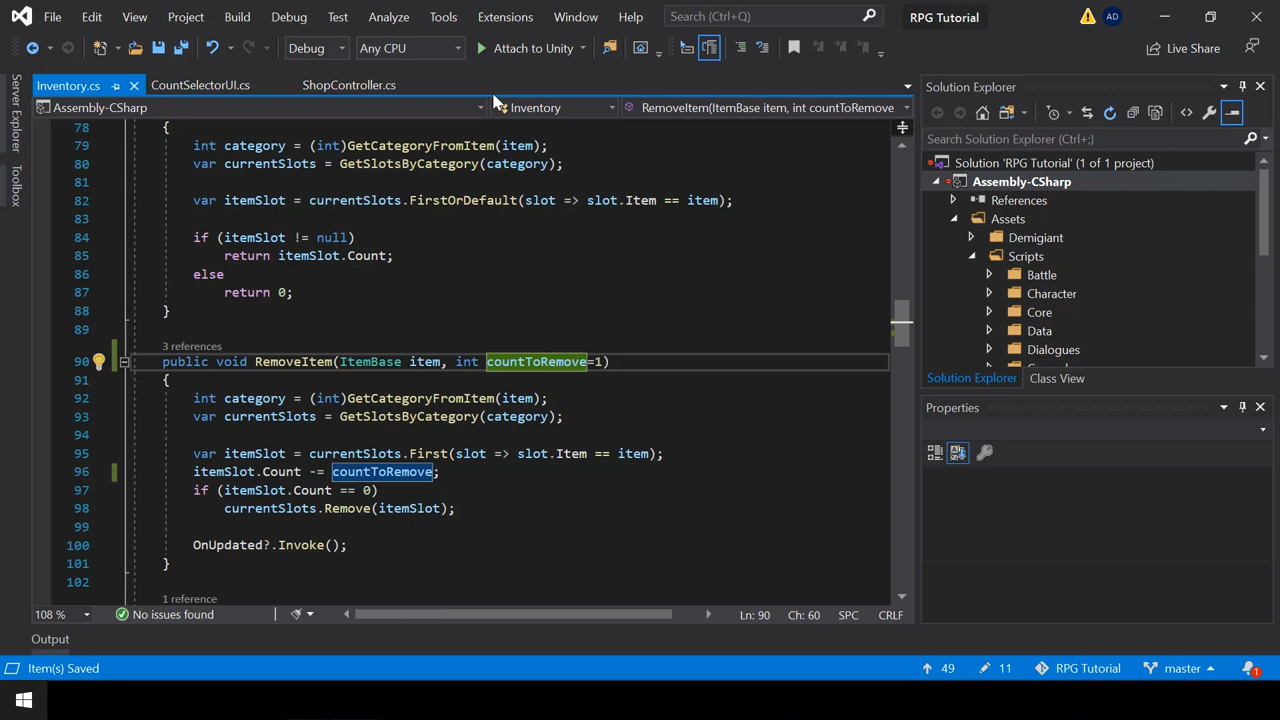 File Edit View Project Build Debug Test Analyze Tools Extensions Window Help Search (Ctrl+Q) RPG Tutorial AD
Debug Any CPU Attach to Unity Live Share
Server Explorer
Toolbox
Inventory.cs CountSelectorUI.cs ShopController.cs
Assembly-CSharp Inventory RemoveItem(ItemBase item, int countToRemove
78 {
79 int category = (int)GetCategoryFromItem(item);
80 var currentSlots = GetSlotsByCategory(category);
81
82 var itemSlot = currentSlots.FirstOrDefault(slot => slot.Item == item);
83
84 if (itemSlot != null)
85 return itemSlot.Count;
86 else
87 return 0;
88 }
89
3 references
90 public void RemoveItem(ItemBase item, int countToRemove=1)
91 {
92 int category = (int)GetCategoryFromItem(item);
93 var currentSlots = GetSlotsByCategory(category);
94
95 var itemSlot = currentSlots.First(slot => slot.Item == item);
96 itemSlot.Count -= countToRemove;
97 if (itemSlot.Count == 0)
98 currentSlots.Remove(itemSlot);
99
100 OnUpdated?.Invoke();
101 }
102
1 reference
108 % No issues found Ln: 90 Ch: 60 SPC CRLF
Solution Explorer
Search Solution Explorer (Ctrl+;)
Solution 'RPG Tutorial' (1 of 1 project)
Assembly-CSharp
References
Assets
Demigiant
Scripts
Battle
Character
Core
Data
Dialogues
Solution Explorer Class View
Properties
Output
Item(s) Saved 49 11 RPG Tutorial master 1